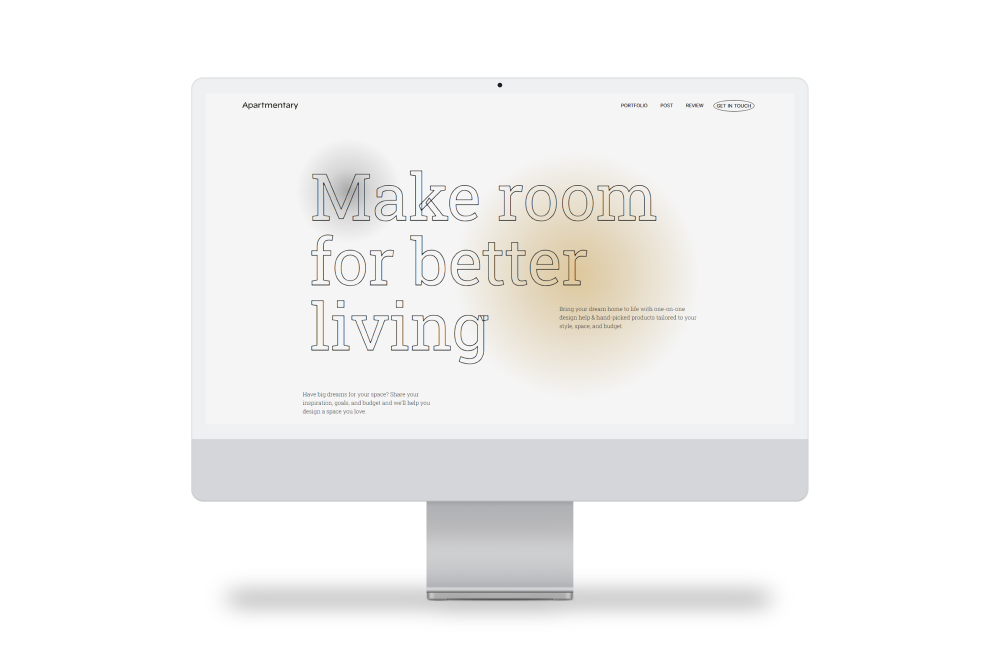 Apartmentary
PORTFOLIO POST REVIEW GET IN TOUCH
Make room
for better
living
Bring your dream home to life with one-on-one
design help & hand-picked products tailored to your
style, space, and budget.
Have big dreams for your space? Share your
inspiration, goals, and budget and we'll help you
design a space you love.